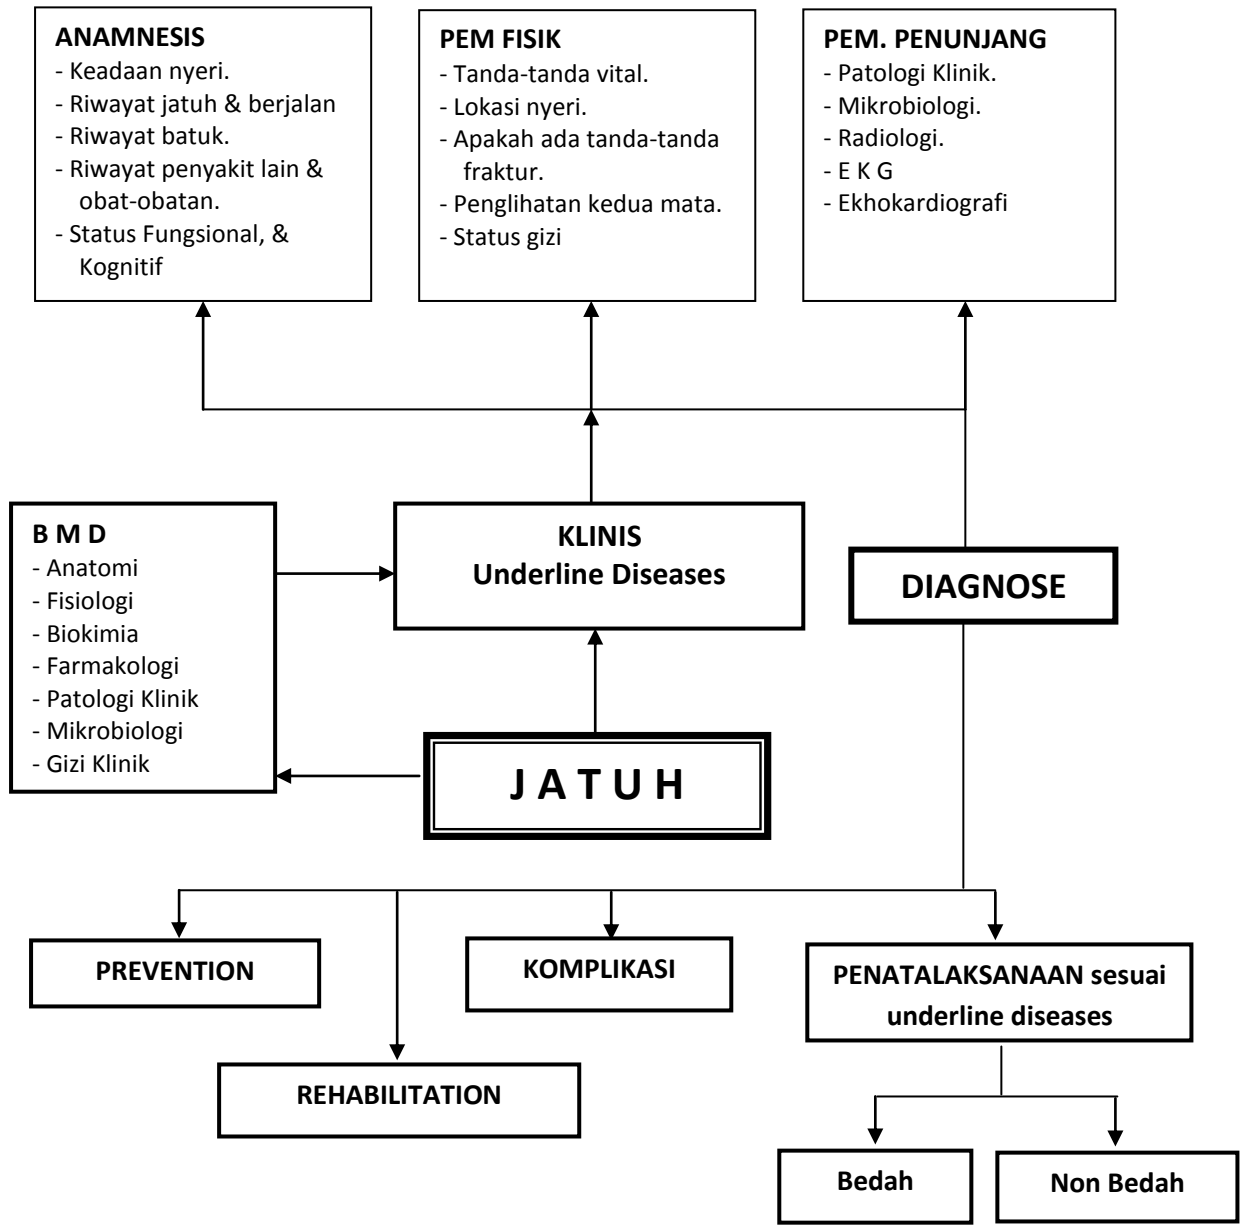 ANAMNESIS
- Keadaan nyeri.
- Riwayat jatuh & berjalan
- Riwayat batuk.
- Riwayat penyakit lain &
obat-obatan.
- Status Fungsional, &
Kognitif
PEM FISIK
- Tanda-tanda vital.
- Lokasi nyeri.
- Apakah ada tanda-tanda
fraktur.
- Penglihatan kedua mata.
- Status gizi
PEM. PENUNJANG
- Patologi Klinik.
- Mikrobiologi.
- Radiologi.
- E K G
- Ekhokardiografi
B M D
- Anatomi
- Fisiologi
- Biokimia
- Farmakologi
- Patologi Klinik
- Mikrobiologi
- Gizi Klinik
KLINIS
Underline Diseases
DIAGNOSE
J A T U H
PREVENTION
KOMPLIKASI
PENATALAKSANAAN sesuai
underline diseases
REHABILITATION
Bedah
Non Bedah